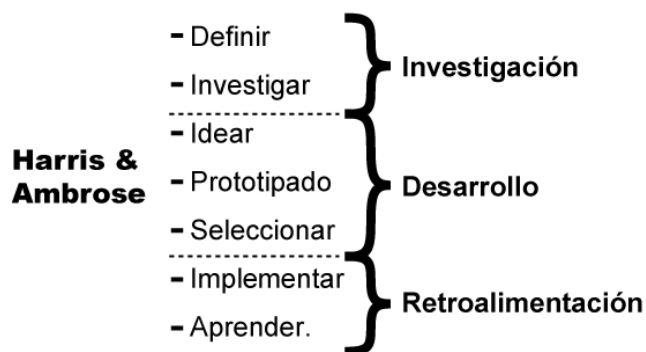 Harris &
Ambrose
- Definir
- Investigar
- Idear
- Prototipado
- Seleccionar
- Implementar
- Aprender.
Investigación
Desarrollo
Retroalimentación